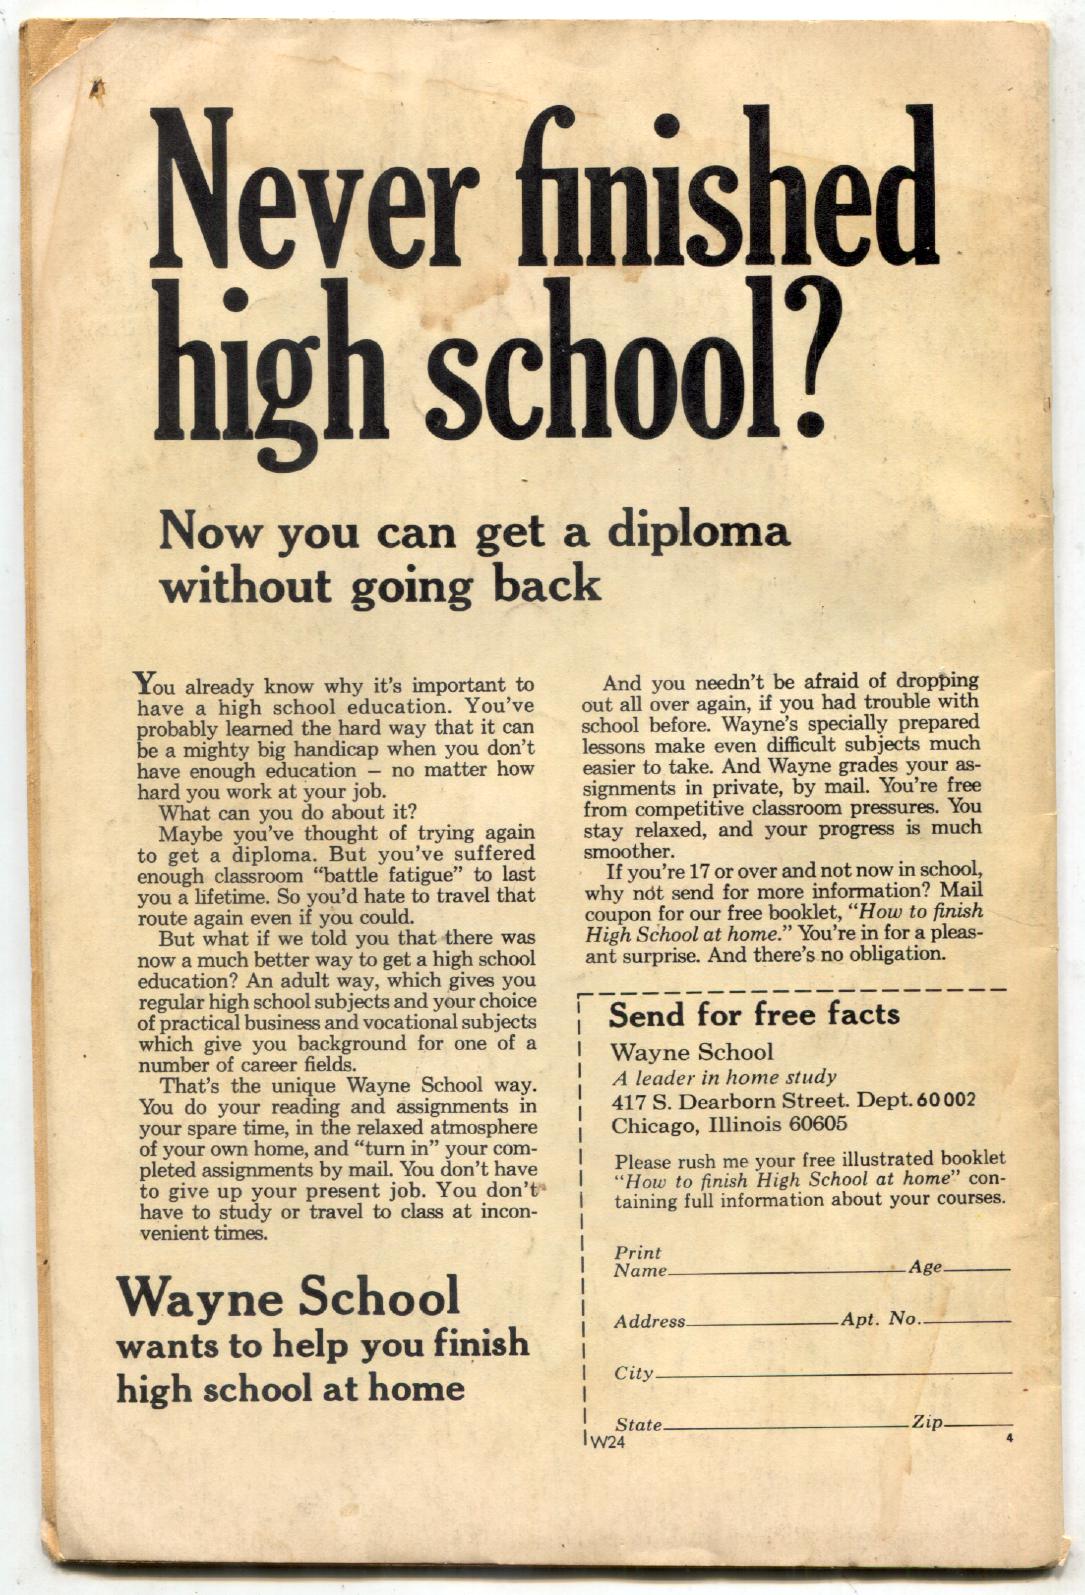 Never finished
high school?
Now you can get a diploma
without going back
You already know why it's important to
have a high school education. You've
probably learned the hard way that it can
be a mighty big handicap when you don't
have enough education — no matter how
hard you work at your job.
What can you do about it?
Maybe you've thought of trying again
to get a diploma. But you've suffered
enough classroom "battle fatigue" to last
you a lifetime. So you'd hate to travel that
route again even if you could.
But what if we told you that there was
now a much better way to get a high school
education? An adult way, which gives you
regular high school subjects and your choice
of practical business and vocational subjects
which give you background for one of a
number of career fields.
That's the unique Wayne School way.
You do your reading and assignments in
your spare time, in the relaxed atmosphere
of your own home, and "turn in" your com-
pleted assignments by mail. You don't have
to give up your present job. You don't
have to study or travel to class at incon-
venient times.
Wayne School
wants to help you finish
high school at home
And you needn't be afraid of dropping
out all over again, if you had trouble with
school before. Wayne's specially prepared
lessons make even difficult subjects much
easier to take. And Wayne grades your as-
signments in private, by mail. You're free
from competitive classroom pressures. You
stay relaxed, and your progress is much
smoother.
If you're 17 or over and not now in school,
why not send for more information? Mail
coupon for our free booklet, "How to finish
High School at home." You're in for a pleas-
ant surprise. And there's no obligation.
Send for free facts
Wayne School
A leader in home study
417 S. Dearborn Street. Dept. 60002
Chicago, Illinois 60605
Please rush me your free illustrated booklet
"How to finish High School at home" con-
taining full information about your courses.
Print
Name Age
Address Apt. No.
City
State Zip
W24 4